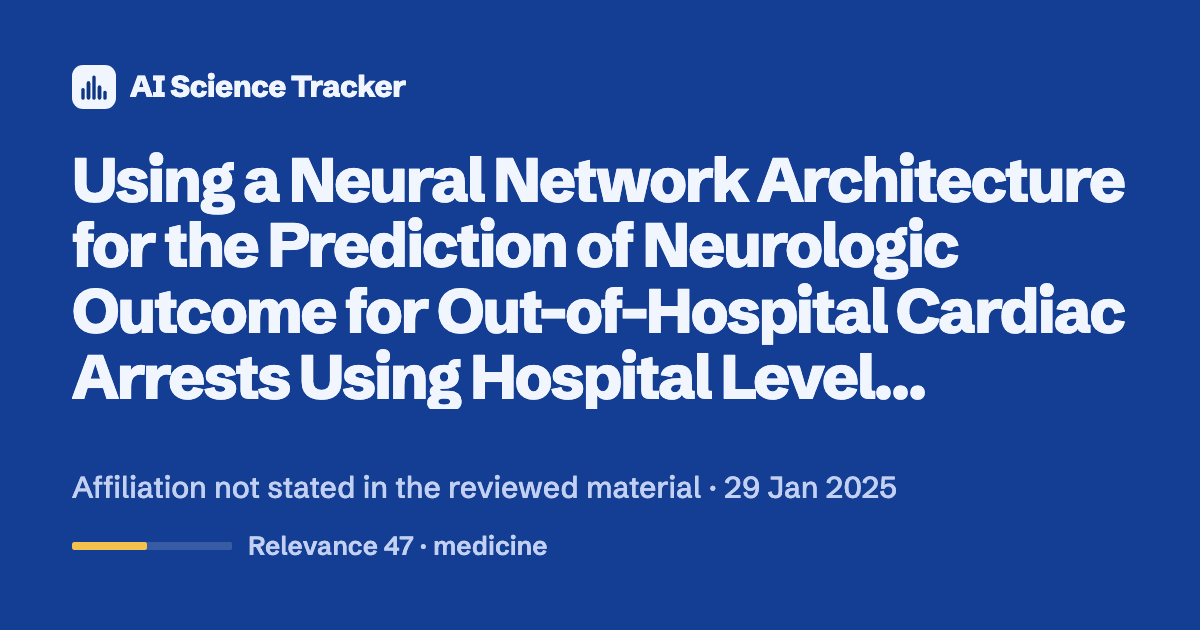 AI Science Tracker
Using a Neural Network Architecture
for the Prediction of Neurologic
Outcome for Out-of-Hospital Cardiac
Arrests Using Hospital Level...
Affiliation not stated in the reviewed material · 29 Jan 2025
Relevance 47 · medicine